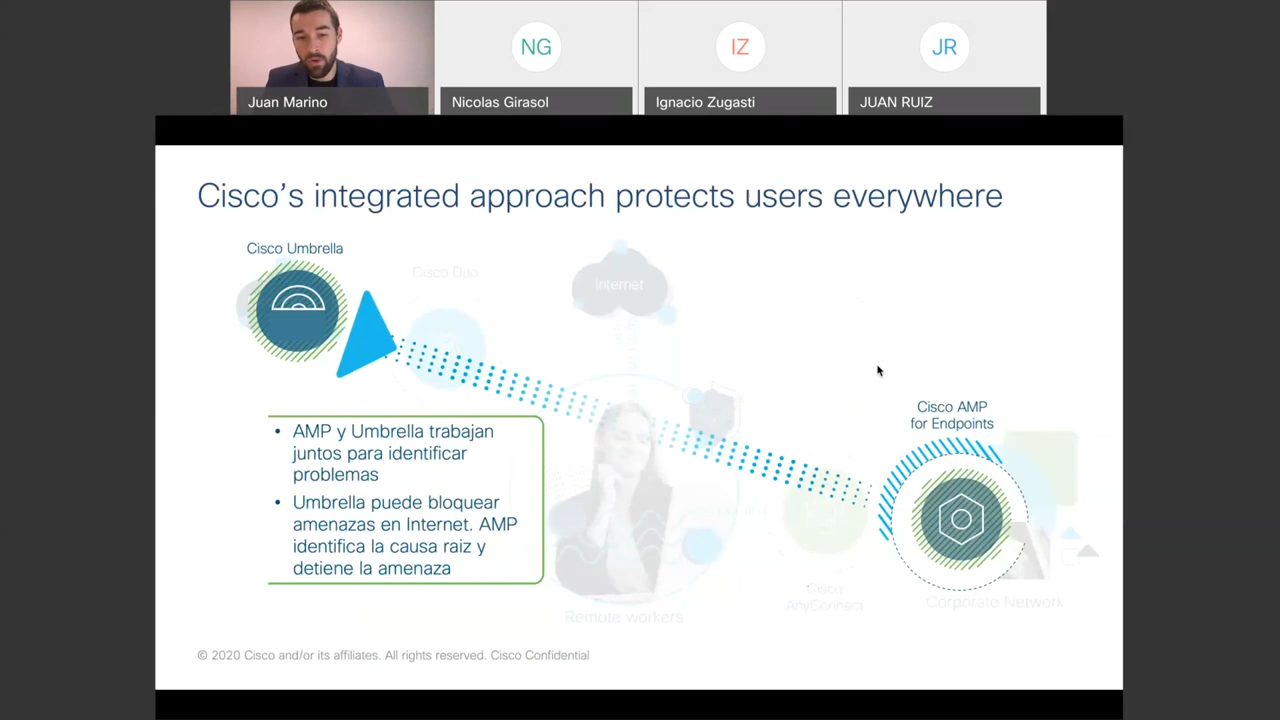 NG
IZ
JR
Juan Marino
Nicolas Girasol
Ignacio Zugasti
JUAN RUIZ
Cisco's integrated approach protects users everywhere
Cisco Umbrella
Cisco Duo
Internet
Cisco AMP
for Endpoints
• AMP y Umbrella trabajan
juntos para identificar
problemas
• Umbrella puede bloquear
amenazas en Internet. AMP
identifica la causa raiz y
detiene la amenaza
Cisco
AnyConnect
Corporate Network
Remote workers
© 2020 Cisco and/or its affiliates. All rights reserved. Cisco Confidential